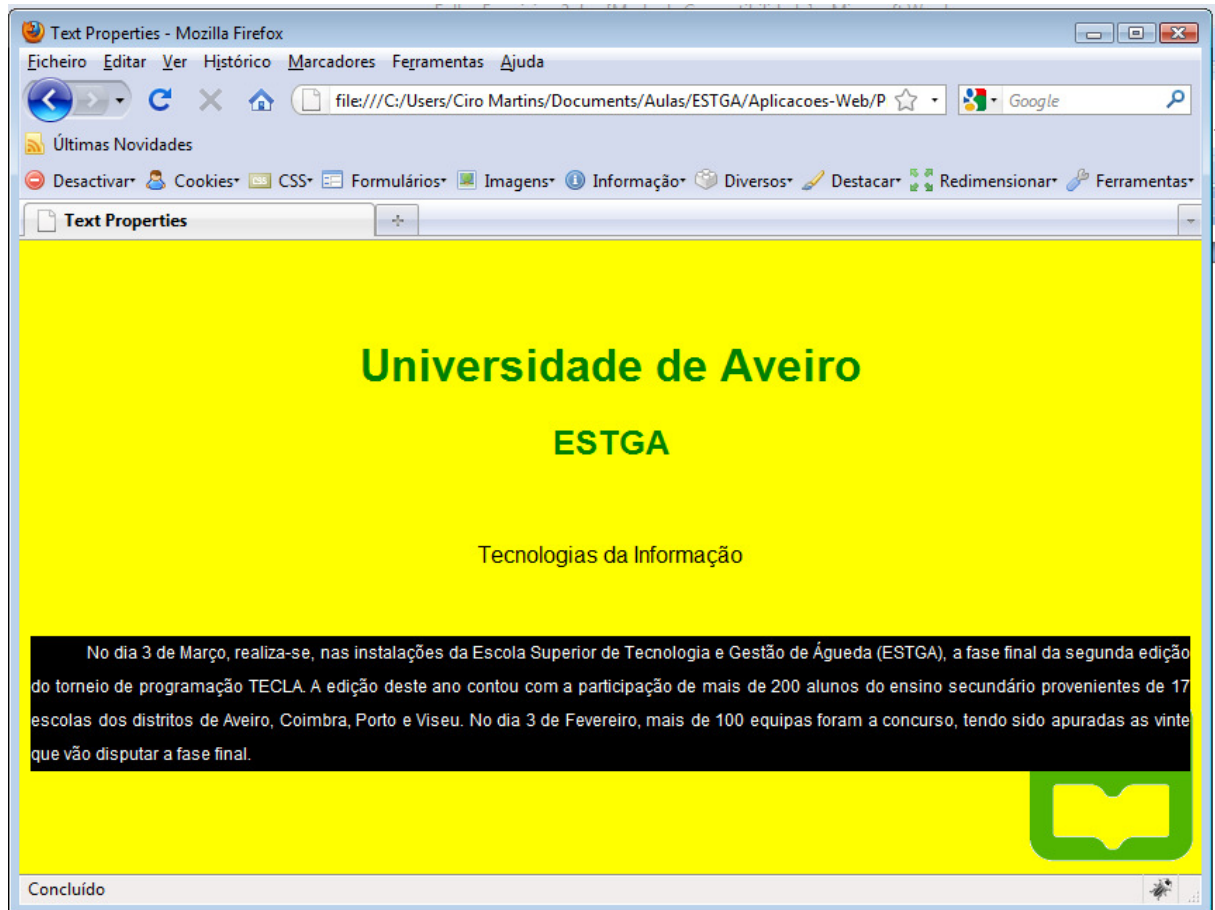 Text Properties - Mozilla Firefox
Ficheiro Editar Ver Histórico Marcadores Ferramentas Ajuda
file:///C:/Users/Ciro Martins/Documents/Aulas/ESTGA/Aplicacoes-Web/P Google
Últimas Novidades
Desactivar Cookies CSS Formulários Imagens Informação Diversos Destacar Redimensionar Ferramentas
Text Properties
Universidade de Aveiro
ESTGA
Tecnologias da Informação
No dia 3 de Março, realiza-se, nas instalações da Escola Superior de Tecnologia e Gestão de Águeda (ESTGA), a fase final da segunda edição
do torneio de programação TECLA. A edição deste ano contou com a participação de mais de 200 alunos do ensino secundário provenientes de 17
escolas dos distritos de Aveiro, Coimbra, Porto e Viseu. No dia 3 de Fevereiro, mais de 100 equipas foram a concurso, tendo sido apuradas as vinte
que vão disputar a fase final.
Concluído